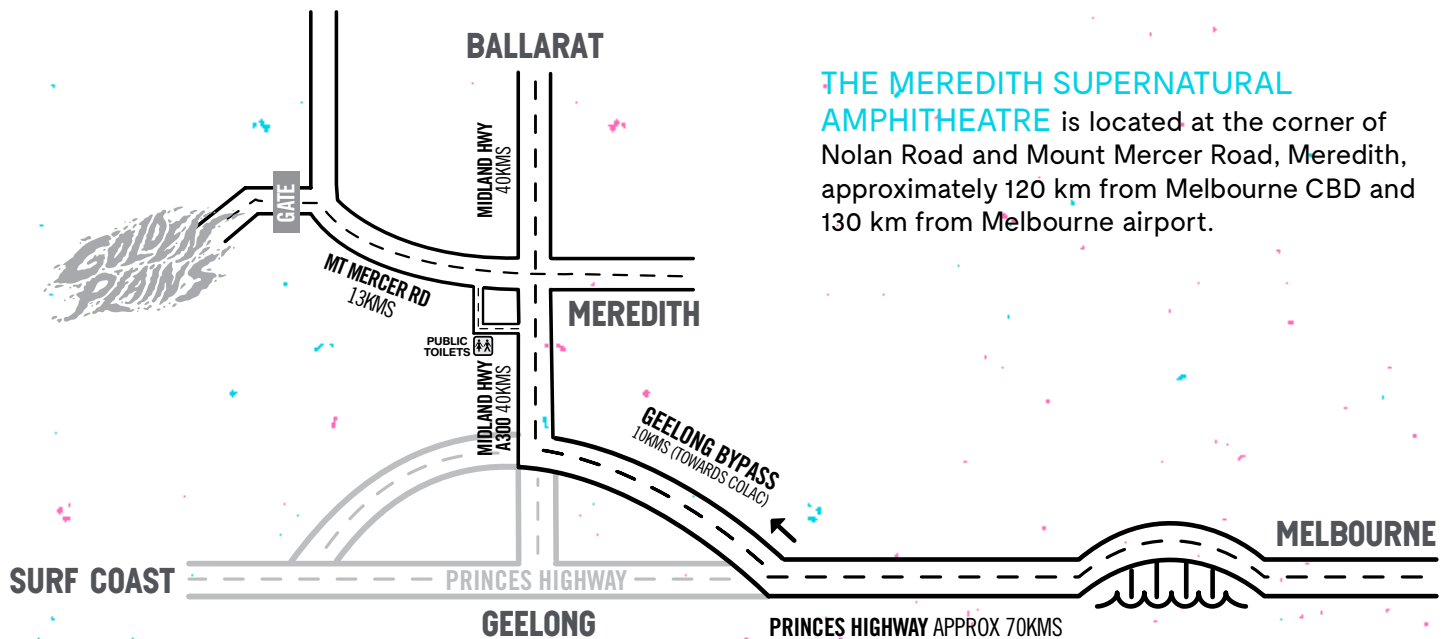 BALLARAT
THE MEREDITH SUPERNATURAL
AMPHITHEATRE is located at the corner of
Nolan Road and Mount Mercer Road, Meredith,
approximately 120 km from Melbourne CBD and
130 km from Melbourne airport.
MIDLAND HWY
40KMS
GATE
GOLDEN
PLAINS
MT MERCER RD
13KMS
MEREDITH
PUBLIC
TOILETS
MIDLAND HWY
A300 40KMS
GEELONG BYPASS
10KMS (TOWARDS COLAC)
MELBOURNE
SURF COAST
PRINCES HIGHWAY
GEELONG
PRINCES HIGHWAY APPROX 70KMS